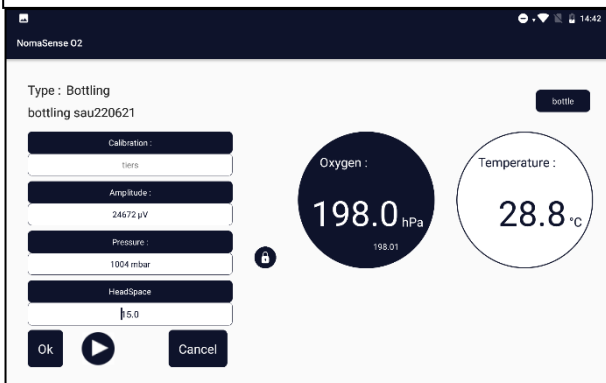 14:42
NomaSense O2
Type : Bottling
bottling sau220621
bottle
Calibration :
tiers
Amplitude :
24672 µV
Pressure :
1004 mbar
HeadSpace
15.0
Ok
Cancel
Oxygen :
198.0 hPa
198.01
Temperature :
28.8 °c